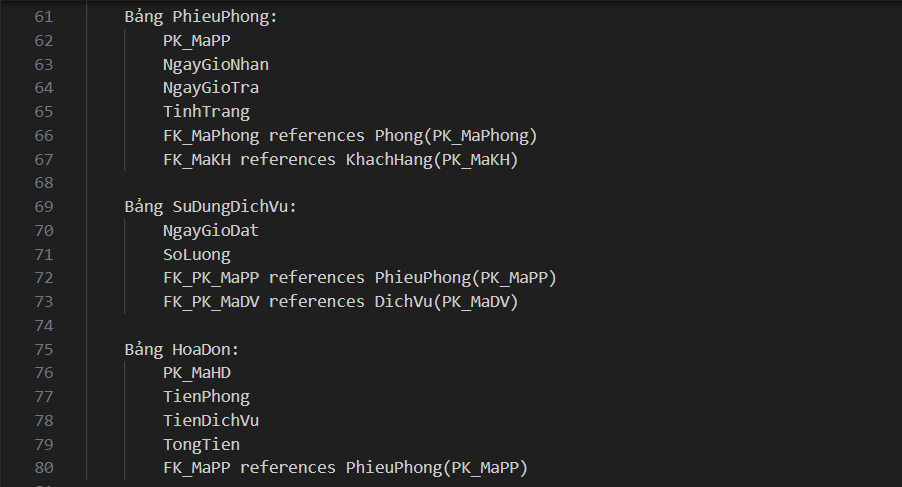 61 Bảng PhieuPhong:
62 PK_MaPP
63 NgayGioNhan
64 NgayGioTra
65 TinhTrang
66 FK_MaPhong references Phong(PK_MaPhong)
67 FK_MaKH references KhachHang(PK_MaKH)
68
69 Bảng SuDungDichVu:
70 NgayGioDat
71 SoLuong
72 FK_PK_MaPP references PhieuPhong(PK_MaPP)
73 FK_PK_MaDV references DichVu(PK_MaDV)
74
75 Bảng HoaDon:
76 PK_MaHD
77 TienPhong
78 TienDichVu
79 TongTien
80 FK_MaPP references PhieuPhong(PK_MaPP)